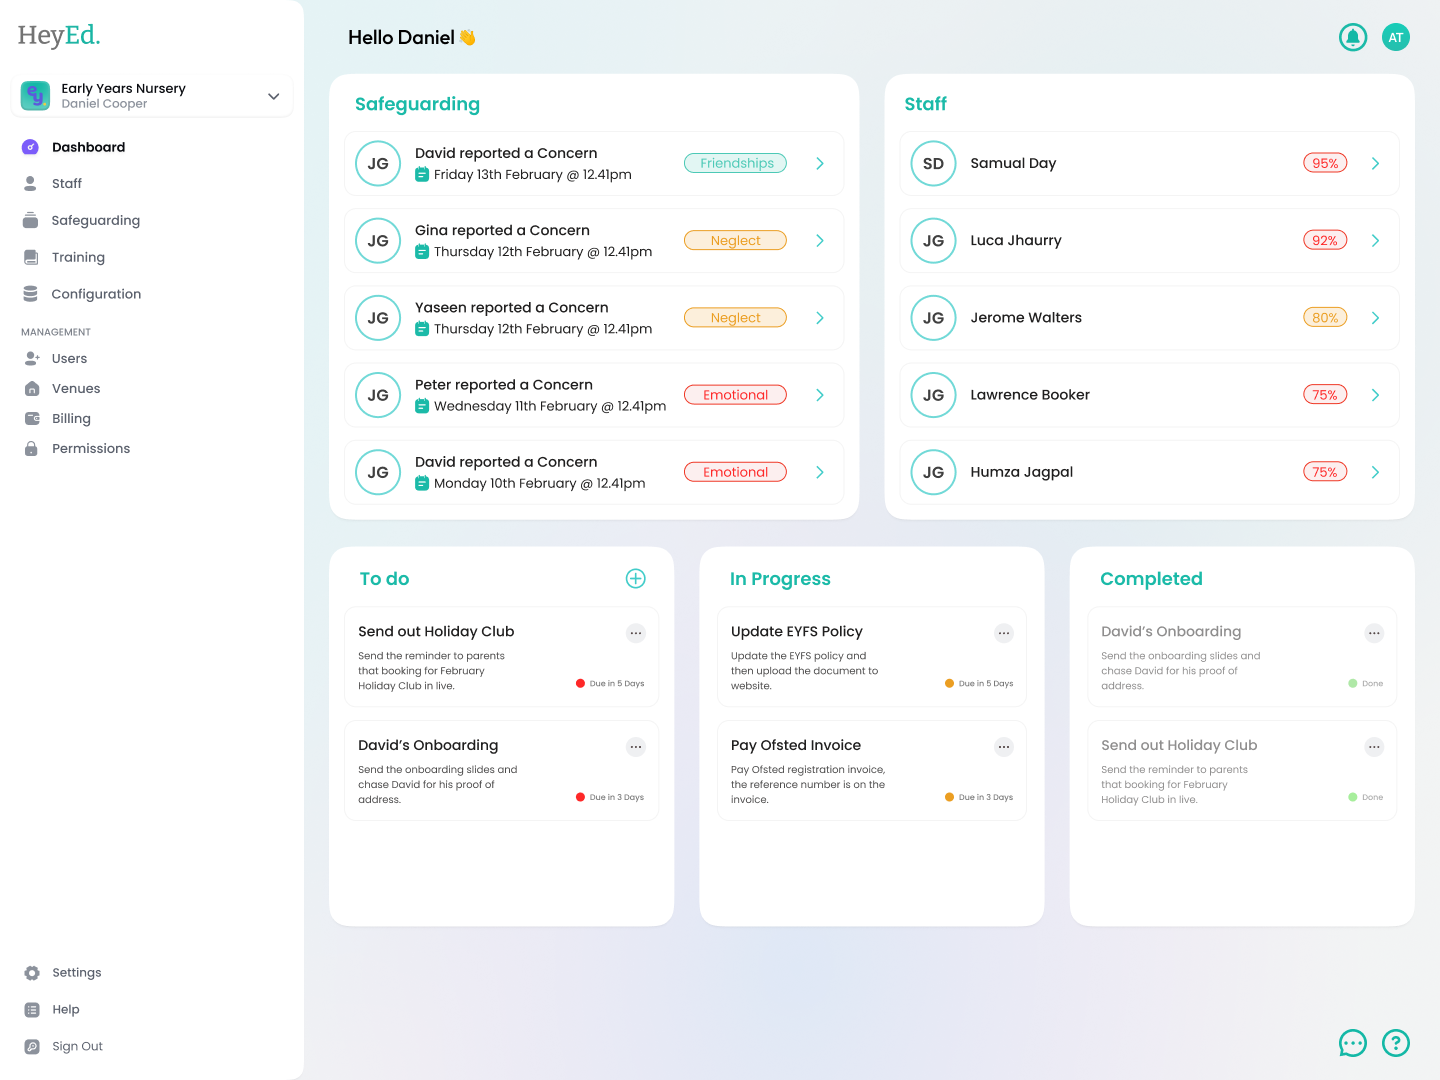 HeyEd.
Early Years Nursery
Daniel Cooper
Dashboard
Staff
Safeguarding
Training
Configuration
MANAGEMENT
Users
Venues
Billing
Permissions
Settings
Help
Sign Out
Hello Daniel 👋
AT
Safeguarding
JG
David reported a Concern
Friday 13th February @ 12.41pm
Friendships
JG
Gina reported a Concern
Thursday 12th February @ 12.41pm
Neglect
JG
Yaseen reported a Concern
Thursday 12th February @ 12.41pm
Neglect
JG
Peter reported a Concern
Wednesday 11th February @ 12.41pm
Emotional
JG
David reported a Concern
Monday 10th February @ 12.41pm
Emotional
Staff
SD
Samual Day
95%
JG
Luca Jhaurry
92%
JG
Jerome Walters
80%
JG
Lawrence Booker
75%
JG
Humza Jagpal
75%
To do
Send out Holiday Club
Send the reminder to parents
that booking for February
Holiday Club in live.
Due in 5 Days
David’s Onboarding
Send the onboarding slides and
chase David for his proof of
address.
Due in 3 Days
In Progress
Update EYFS Policy
Update the EYFS policy and
then upload the document to
website.
Due in 5 Days
Pay Ofsted Invoice
Pay Ofsted registration invoice,
the reference number is on the
invoice.
Due in 3 Days
Completed
David’s Onboarding
Send the onboarding slides and
chase David for his proof of
address.
Done
Send out Holiday Club
Send the reminder to parents
that booking for February
Holiday Club in live.
Done